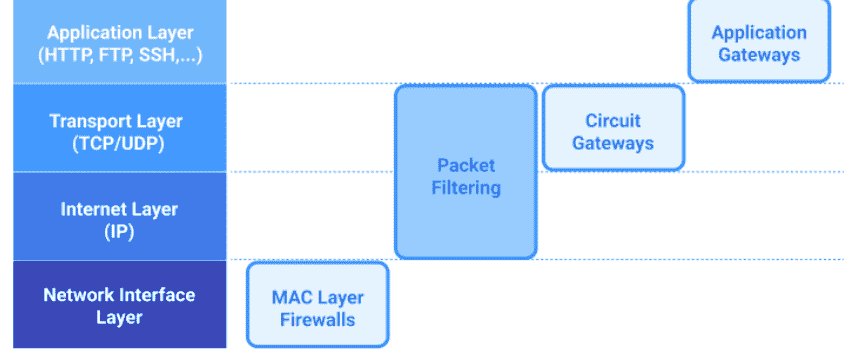 Application Layer
(HTTP, FTP, SSH,...)
Application
Gateways
Transport Layer
(TCP/UDP)
Circuit
Gateways
Packet
Filtering
Internet Layer
(IP)
Network Interface
Layer
MAC Layer
Firewalls